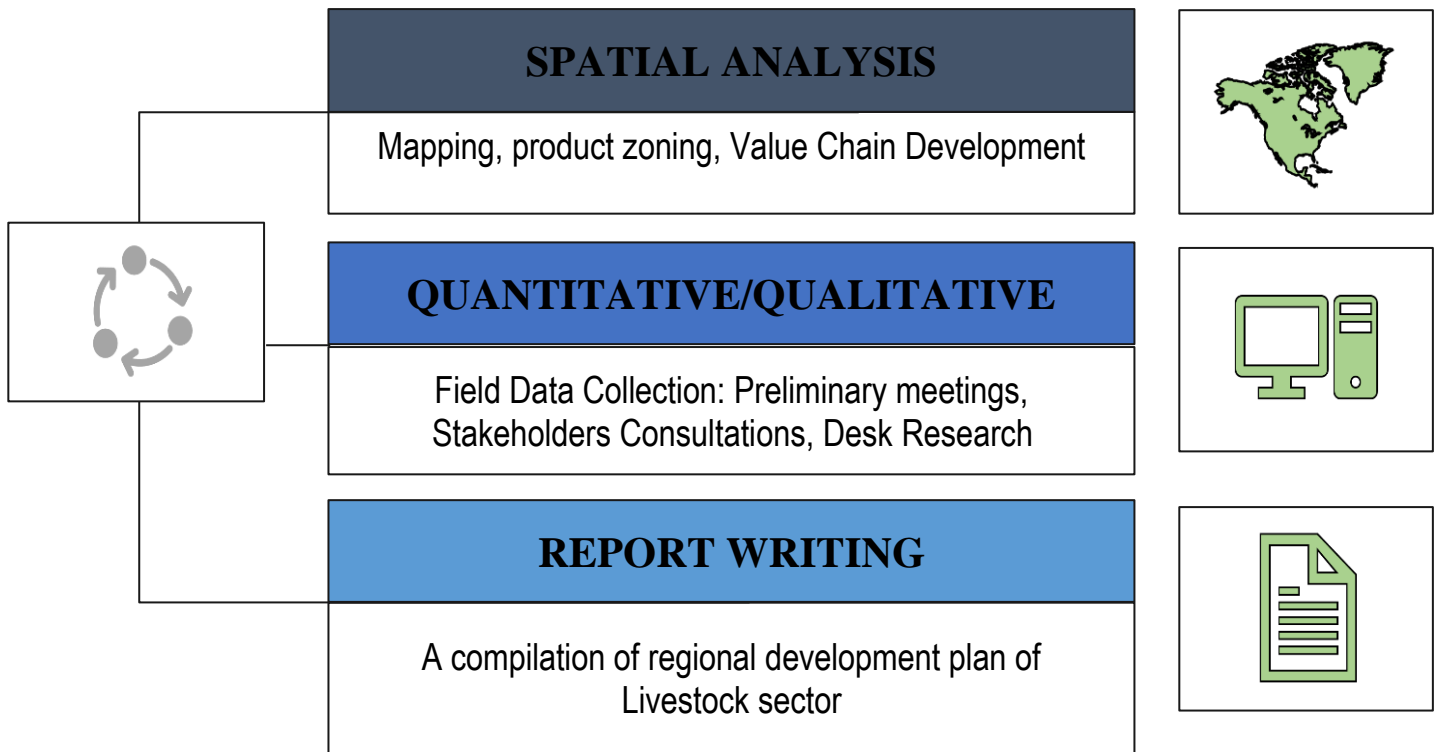 SPATIAL ANALYSIS
Mapping, product zoning, Value Chain Development
QUANTITATIVE/QUALITATIVE
Field Data Collection: Preliminary meetings,
Stakeholders Consultations, Desk Research
REPORT WRITING
A compilation of regional development plan of
Livestock sector